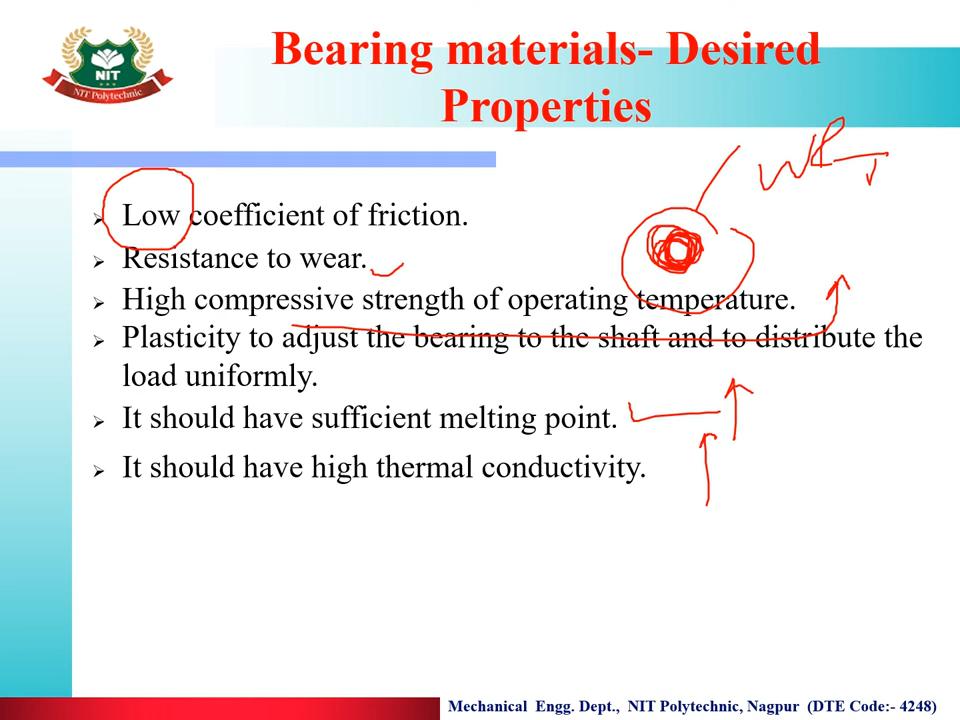 NIT
NIT Polytechnic
Bearing materials- Desired
Properties
Low coefficient of friction.
Resistance to wear.
High compressive strength of operating temperature.
Plasticity to adjust the bearing to the shaft and to distribute the
load uniformly.
It should have sufficient melting point.
It should have high thermal conductivity.
Mechanical Engg. Dept., NIT Polytechnic, Nagpur (DTE Code:- 4248)